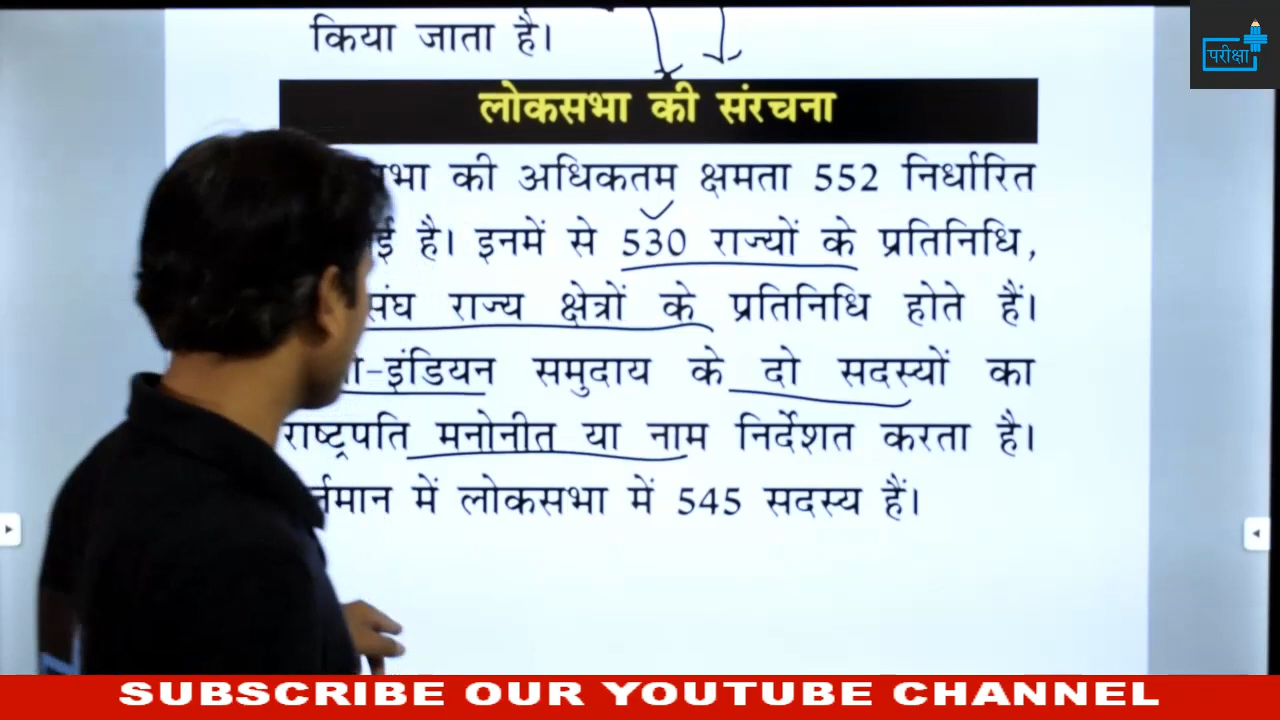 किया जाता है।
परीक्षा
लोकसभा की संरचना
की अधिकतम क्षमता 552 निर्धारित
है। इनमें से 530 राज्यों के प्रतिनिधि,
संघ राज्य क्षेत्रों के प्रतिनिधि होते हैं।
-इंडियन समुदाय के दो सदस्यों का
राष्ट्रपति मनोनीत या नाम निर्देशत करता है।
में लोकसभा में 545 सदस्य हैं।
SUBSCRIBE OUR YOUTUBE CHANNEL